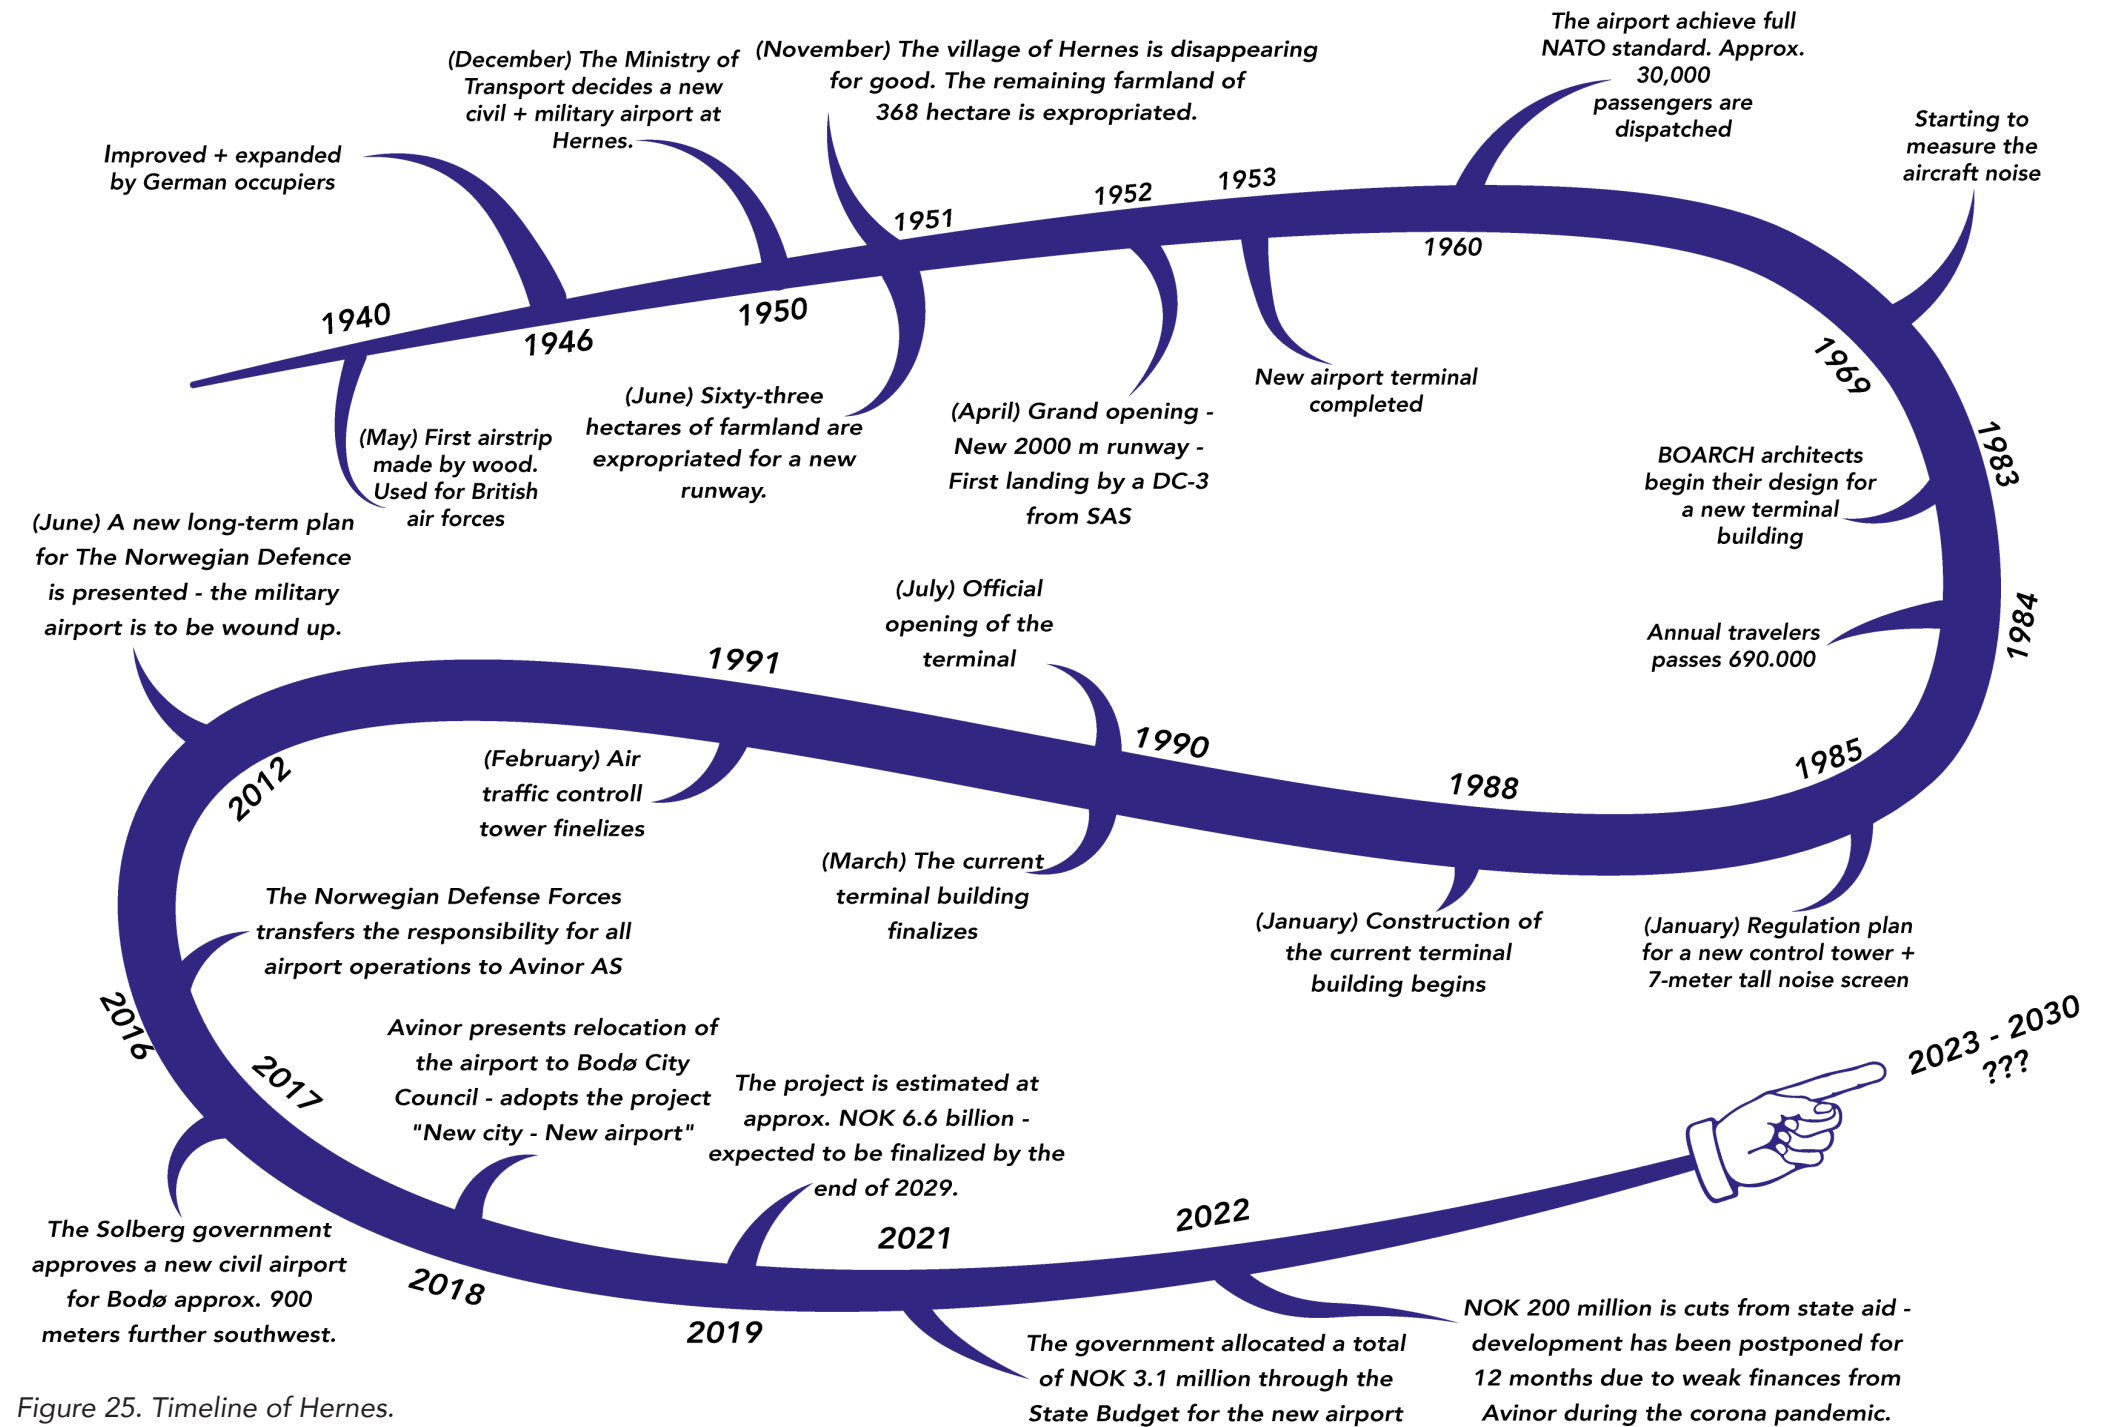 1940
(May) First airstrip
made by wood.
Used for British
air forces
Improved + expanded
by German occupiers
1946
(December) The Ministry of
Transport decides a new
civil + military airport at
Hernes.
1950
(November) The village of Hernes is disappearing
for good. The remaining farmland of
368 hectare is expropriated.
1951
(June) Sixty-three
hectares of farmland are
expropriated for a new
runway.
1952
(April) Grand opening -
New 2000 m runway -
First landing by a DC-3
from SAS
1953
New airport terminal
completed
The airport achieve full
NATO standard. Approx.
30,000
passengers are
dispatched
1960
Starting to
measure the
aircraft noise
1969
1983
BOARCH architects
begin their design for
a new terminal
building
1984
Annual travelers
passes 690.000
1985
(January) Regulation plan
for a new control tower +
7-meter tall noise screen
1988
(January) Construction of
the current terminal
building begins
1990
(July) Official
opening of the
terminal
(March) The current
terminal building
finalizes
1991
(February) Air
traffic controll
tower finelizes
(June) A new long-term plan
for The Norwegian Defence
is presented - the military
airport is to be wound up.
2012
The Norwegian Defense Forces
transfers the responsibility for all
airport operations to Avinor AS
2016
2017
The Solberg government
approves a new civil airport
for Bodø approx. 900
meters further southwest.
Avinor presents relocation of
the airport to Bodø City
Council - adopts the project
"New city - New airport"
2018
The project is estimated at
approx. NOK 6.6 billion -
expected to be finalized by the
end of 2029.
2019
2021
The government allocated a total
of NOK 3.1 million through the
State Budget for the new airport
2022
NOK 200 million is cuts from state aid -
development has been postponed for
12 months due to weak finances from
Avinor during the corona pandemic.
2023 - 2030
???
Figure 25. Timeline of Hernes.